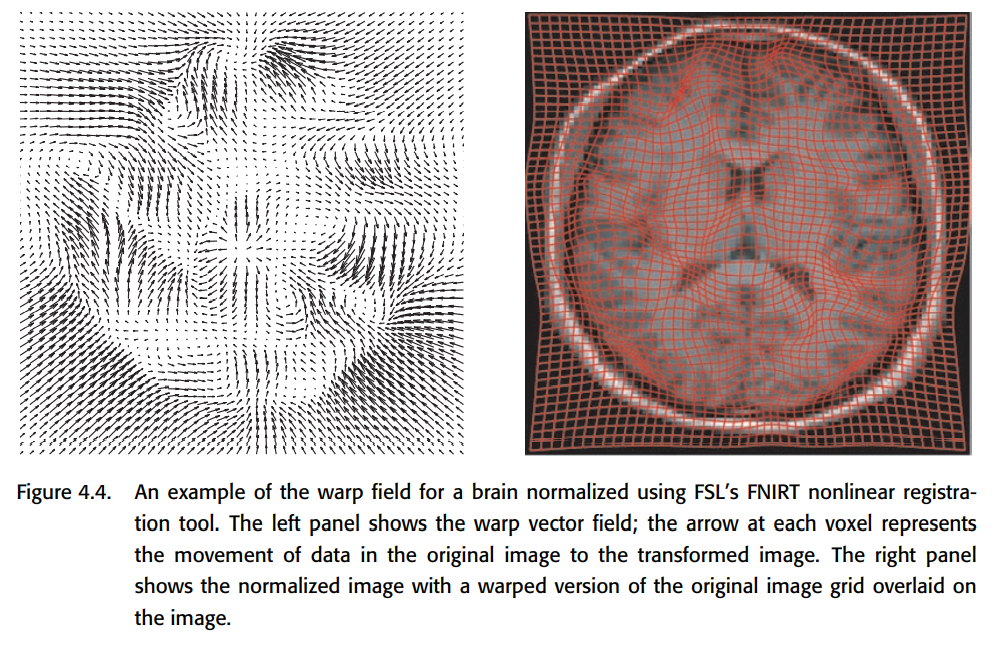 Figure 4.4. An example of the warp field for a brain normalized using FSL's FNIRT nonlinear registra-
tion tool. The left panel shows the warp vector field; the arrow at each voxel represents
the movement of data in the original image to the transformed image. The right panel
shows the normalized image with a warped version of the original image grid overlaid on
the image.